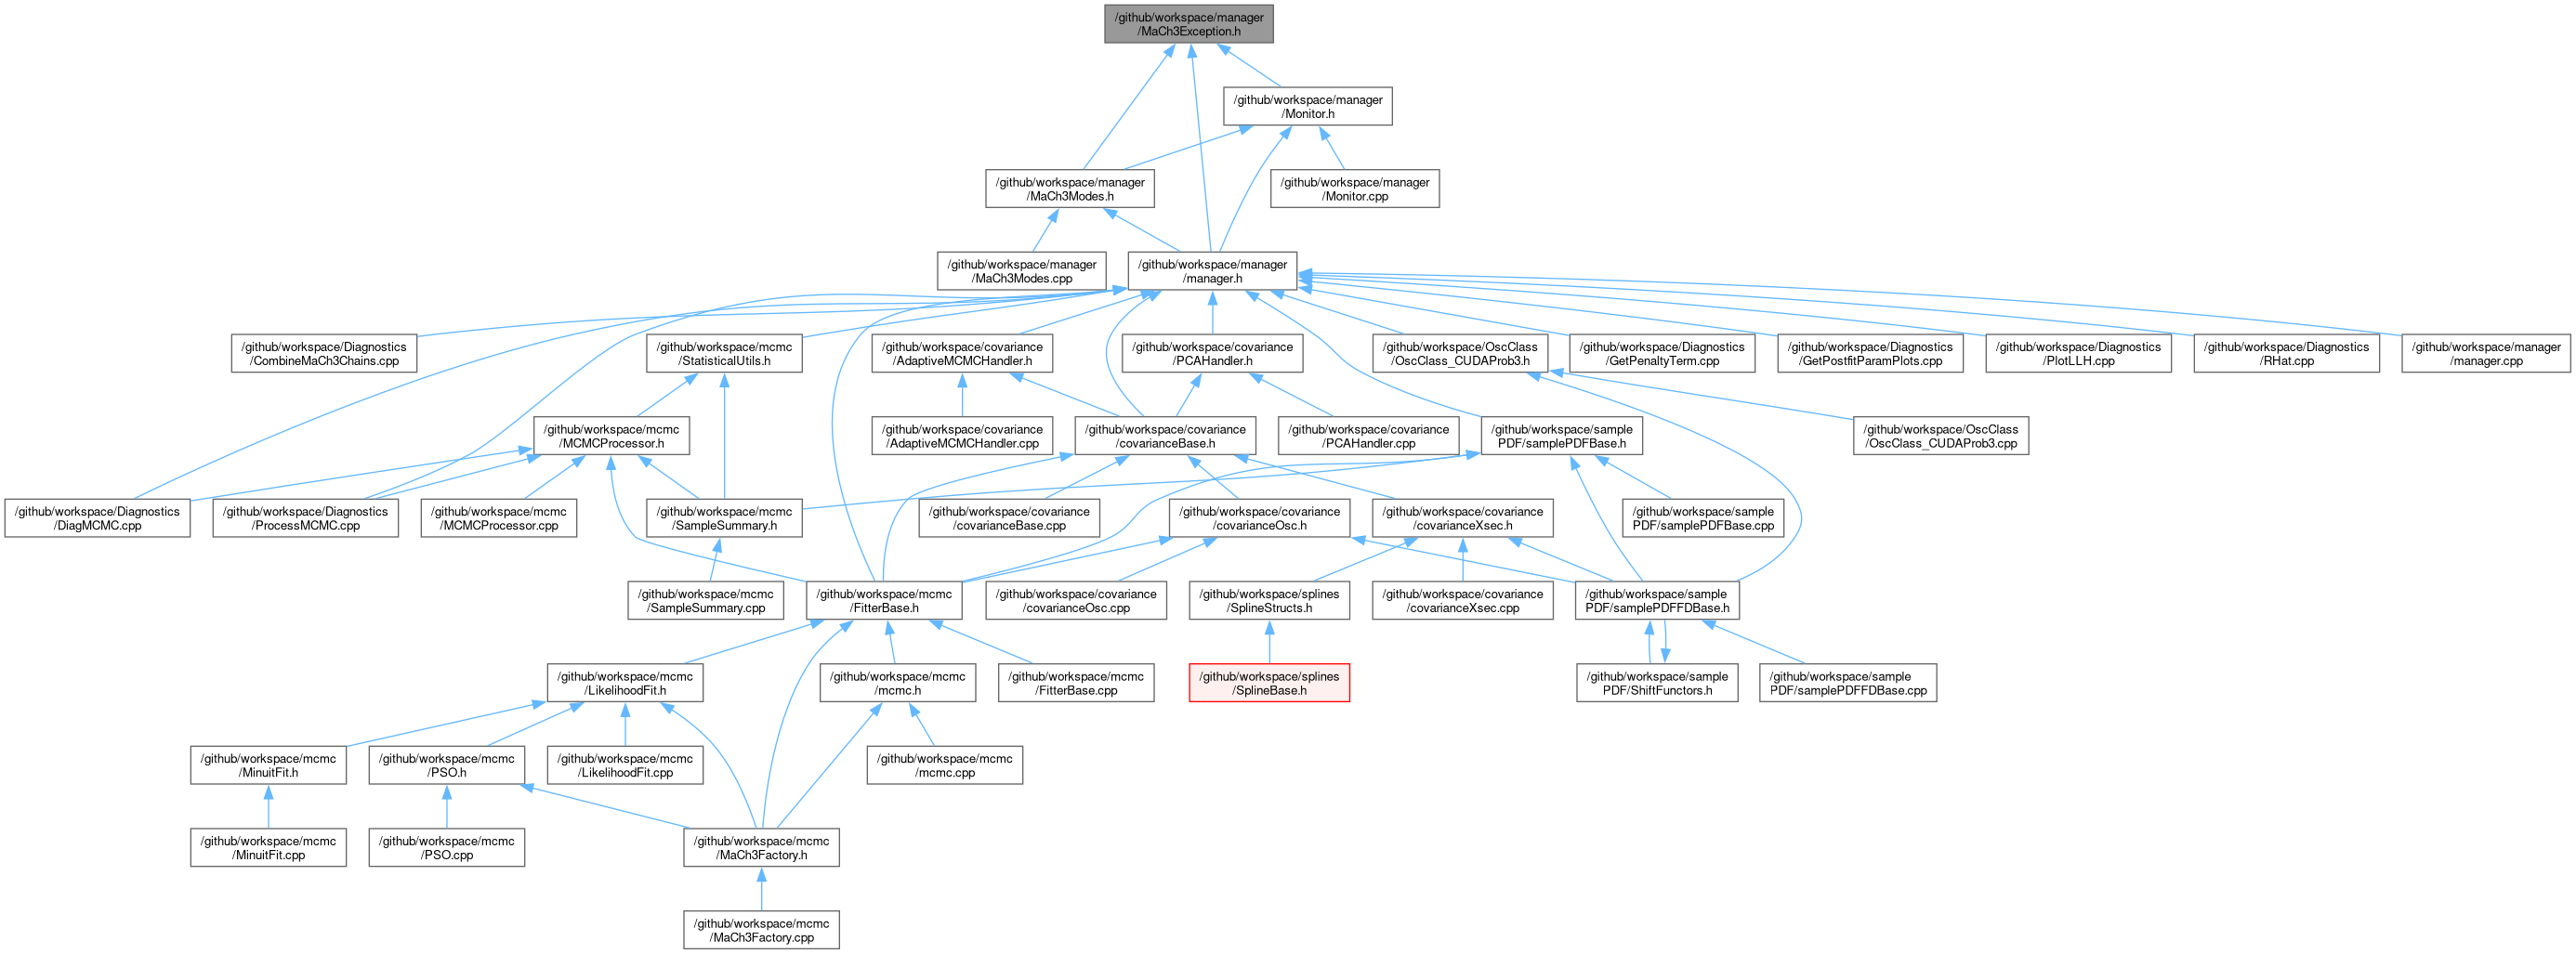 /github/workspace/manager
/MaCh3Exception.h
/github/workspace/manager
/Monitor.h
/github/workspace/manager
/MaCh3Modes.h
/github/workspace/manager
/Monitor.cpp
/github/workspace/manager
/MaCh3Modes.cpp
/github/workspace/manager
/manager.h
/github/workspace/Diagnostics
/CombineMaCh3Chains.cpp
/github/workspace/mcmc
/StatisticalUtils.h
/github/workspace/covariance
/AdaptiveMCMCHandler.h
/github/workspace/covariance
/PCAHandler.h
/github/workspace/OscClass
/OscClass_CUDAProb3.h
/github/workspace/Diagnostics
/GetPenaltyTerm.cpp
/github/workspace/Diagnostics
/GetPostfitParamPlots.cpp
/github/workspace/Diagnostics
/PlotLLH.cpp
/github/workspace/Diagnostics
/RHat.cpp
/github/workspace/manager
/manager.cpp
/github/workspace/mcmc
/MCMCProcessor.h
/github/workspace/covariance
/AdaptiveMCMCHandler.cpp
/github/workspace/covariance
/covarianceBase.h
/github/workspace/covariance
/PCAHandler.cpp
/github/workspace/sample
PDF/samplePDFBase.h
/github/workspace/OscClass
/OscClass_CUDAProb3.cpp
/github/workspace/Diagnostics
/DiagMCMC.cpp
/github/workspace/Diagnostics
/ProcessMCMC.cpp
/github/workspace/mcmc
/MCMCProcessor.cpp
/github/workspace/mcmc
/SampleSummary.h
/github/workspace/covariance
/covarianceBase.cpp
/github/workspace/covariance
/covarianceOsc.h
/github/workspace/covariance
/covarianceXsec.h
/github/workspace/sample
PDF/samplePDFBase.cpp
/github/workspace/mcmc
/SampleSummary.cpp
/github/workspace/mcmc
/FitterBase.h
/github/workspace/covariance
/covarianceOsc.cpp
/github/workspace/splines
/SplineStructs.h
/github/workspace/covariance
/covarianceXsec.cpp
/github/workspace/sample
PDF/samplePDFFDBase.h
/github/workspace/mcmc
/LikelihoodFit.h
/github/workspace/mcmc
/mcmc.h
/github/workspace/mcmc
/FitterBase.cpp
/github/workspace/splines
/SplineBase.h
/github/workspace/sample
PDF/ShiftFunctors.h
/github/workspace/sample
PDF/samplePDFFDBase.cpp
/github/workspace/mcmc
/MinuitFit.h
/github/workspace/mcmc
/PSO.h
/github/workspace/mcmc
/LikelihoodFit.cpp
/github/workspace/mcmc
/mcmc.cpp
/github/workspace/mcmc
/MinuitFit.cpp
/github/workspace/mcmc
/PSO.cpp
/github/workspace/mcmc
/MaCh3Factory.h
/github/workspace/mcmc
/MaCh3Factory.cpp